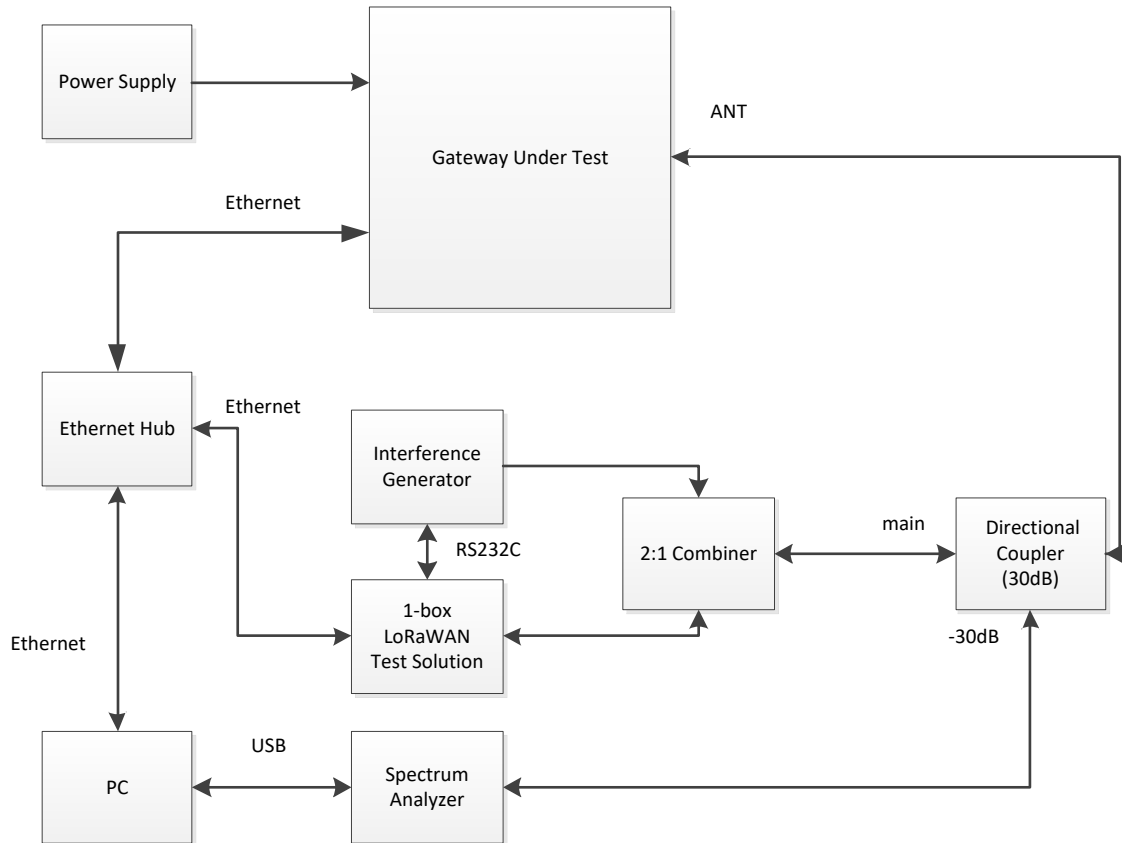 Power Supply
Gateway Under Test
ANT
Ethernet
Ethernet Hub
Ethernet
Interference
Generator
RS232C
2:1 Combiner
main
Directional
Coupler
(30dB)
1-box
LoRaWAN
Test Solution
Ethernet
-30dB
PC
USB
Spectrum
Analyzer